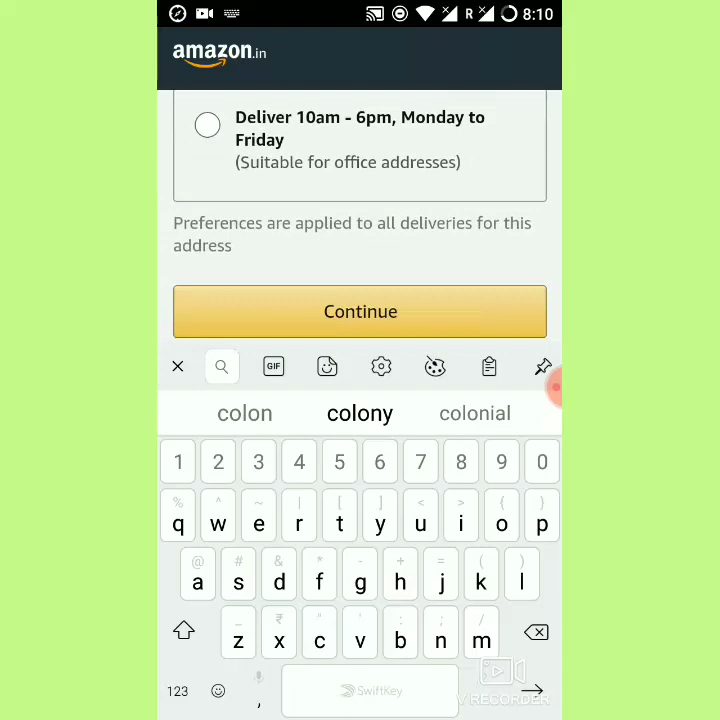 R 8:10
amazon.in
Deliver 10am - 6pm, Monday to
Friday
(Suitable for office addresses)
Preferences are applied to all deliveries for this
address
Continue
GIF
colon colony colonial
1 2 3 4 5 6 7 8 9 0
% ^ ~ | [ ] < > { }
q w e r t y u i o p
@ # & * - + = ( )
a s d f g h j k l
_ ₹ " ' : ; /
z x c v b n m
123 , SwiftKey
V RECORDER